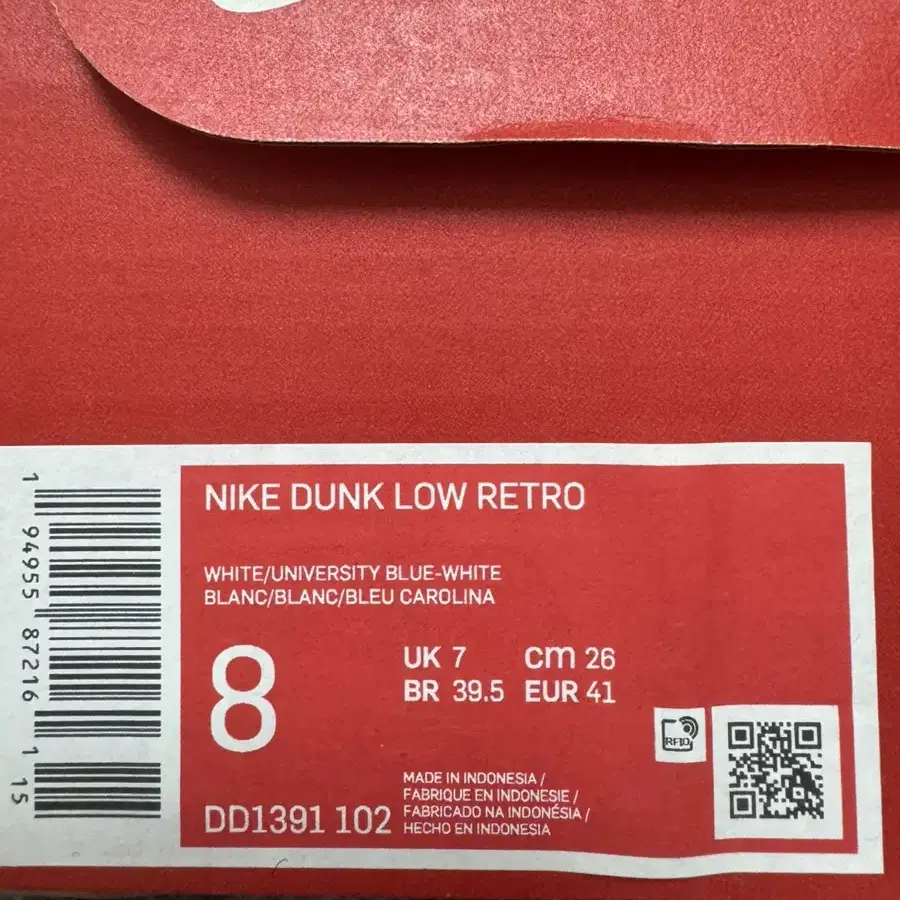 NIKE DUNK LOW RETRO
WHITE/UNIVERSITY BLUE-WHITE
BLANC/BLANC/BLEU CAROLINA
8
UK 7 cm 26
BR 39.5 EUR 41
RFID
MADE IN INDONESIA /
FABRIQUE EN INDONESIE /
FABRICADO NA INDONÉSIA /
HECHO EN INDONESIA
DD1391 102
1 94955 87216 1 15